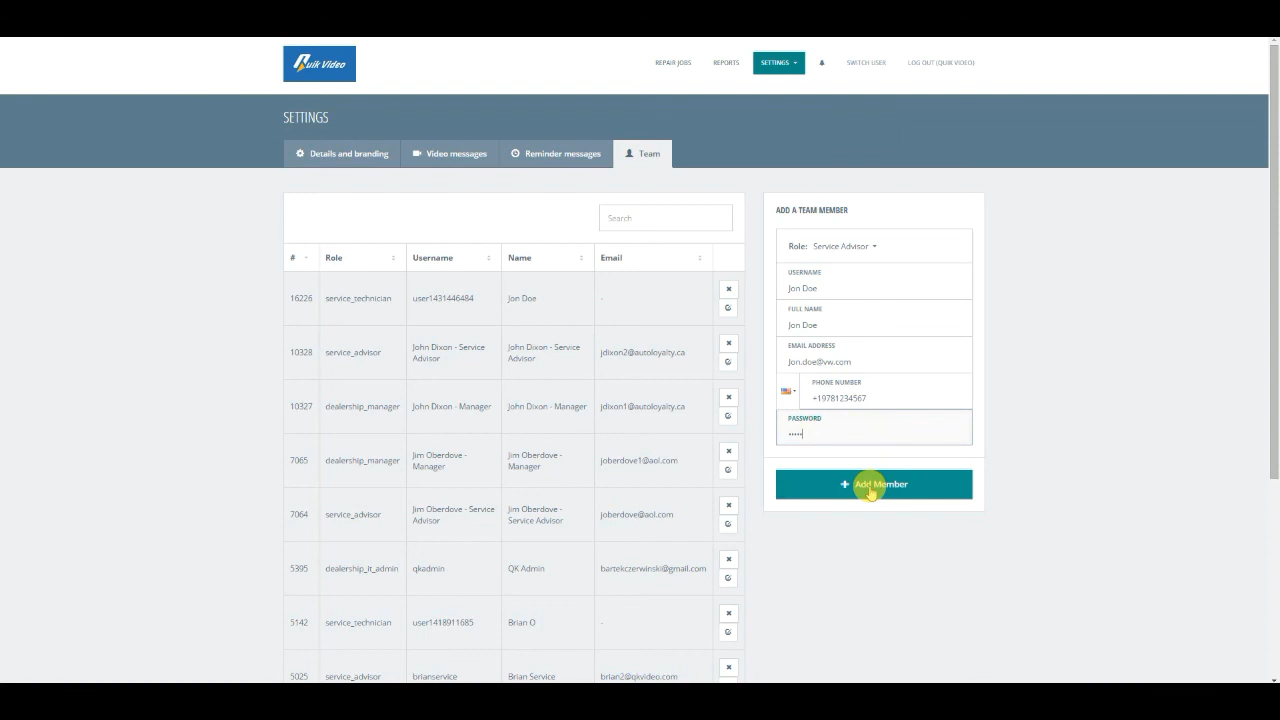 Quik Video
REPAIR JOBS
REPORTS
SETTINGS
SWITCH USER
LOG OUT (QUIK VIDEO)
SETTINGS
Details and branding
Video messages
Reminder messages
Team
Search
# Role Username Name Email
16226 service_technician user1431446484 Jon Doe -
10328 service_advisor John Dixon - Service Advisor John Dixon - Service Advisor jdixon2@autoloyalty.ca
10327 dealership_manager John Dixon - Manager John Dixon - Manager jdixon1@autoloyalty.ca
7065 dealership_manager Jim Oberdove - Manager Jim Oberdove - Manager joberdove1@aol.com
7064 service_advisor Jim Oberdove - Service Advisor Jim Oberdove - Service Advisor joberdove@aol.com
5395 dealership_it_admin qkadmin QK Admin bartekczerwinski@gmail.com
5142 service_technician user1418911685 Brian O -
5025 service_advisor brianservice Brian Service brian2@qkvideo.com
ADD A TEAM MEMBER
Role: Service Advisor
USERNAME
Jon Doe
FULL NAME
Jon Doe
EMAIL ADDRESS
Jon.doe@vw.com
PHONE NUMBER
+19781234567
PASSWORD
•••••
+ Add Member